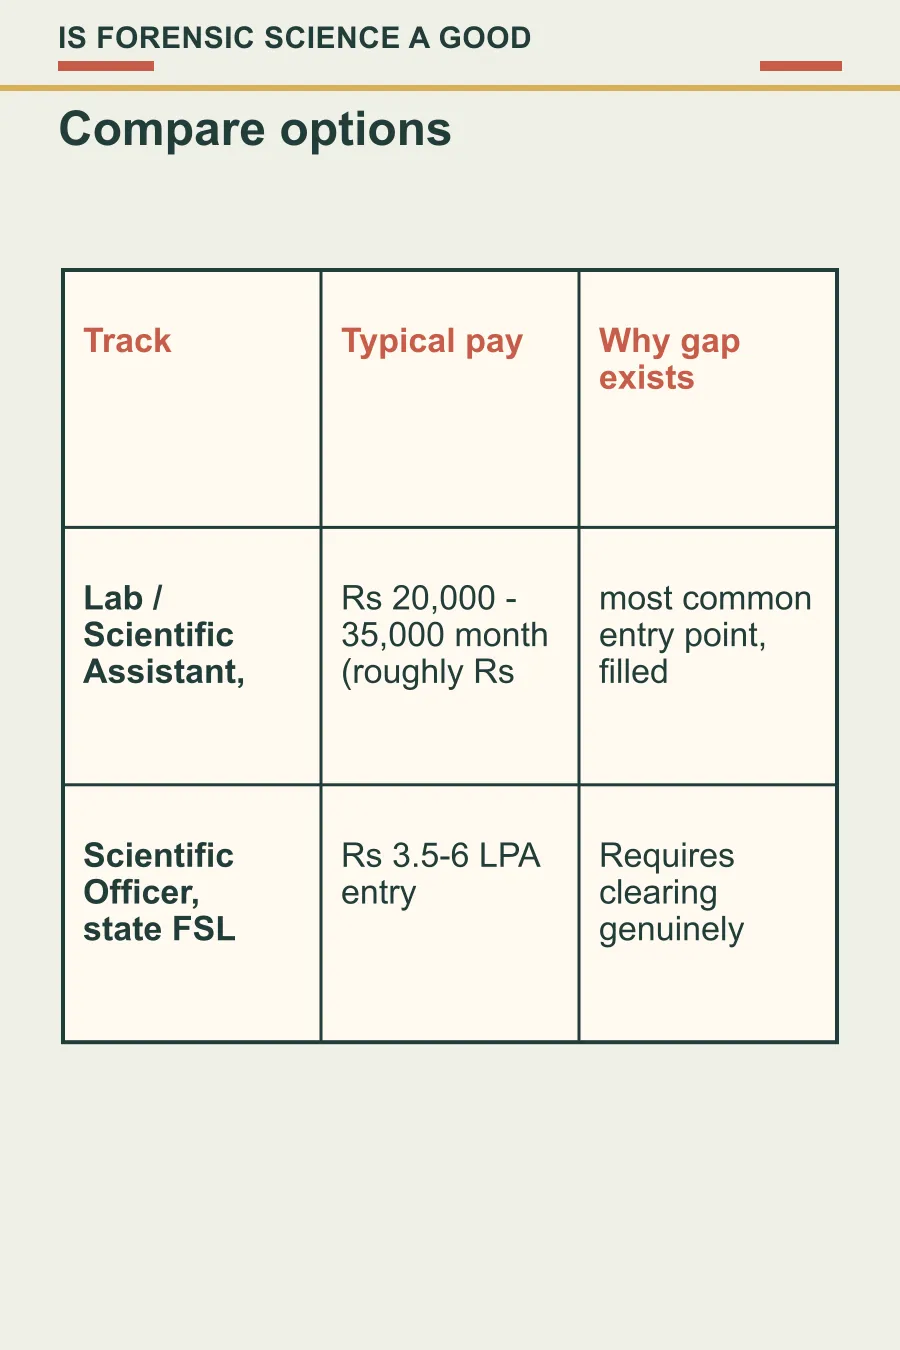 IS FORENSIC SCIENCE A GOOD
Compare options
Track
Typical pay
Why gap
exists
Lab /
Scientific
Assistant,
Rs 20,000 -
35,000 month
(roughly Rs
most common
entry point,
filled
Scientific
Officer,
state FSL
Rs 3.5-6 LPA
entry
Requires
clearing
genuinely